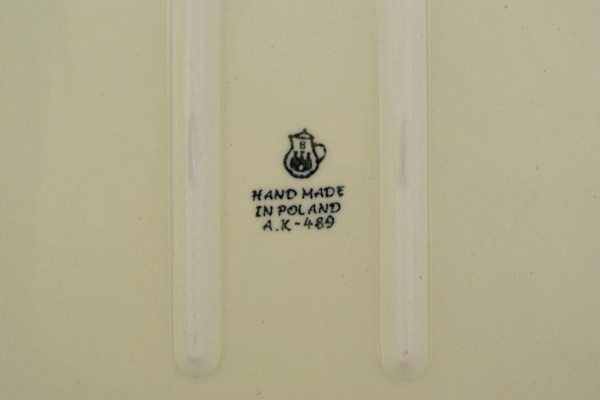 B
HAND MADE
IN POLAND
A.K-489